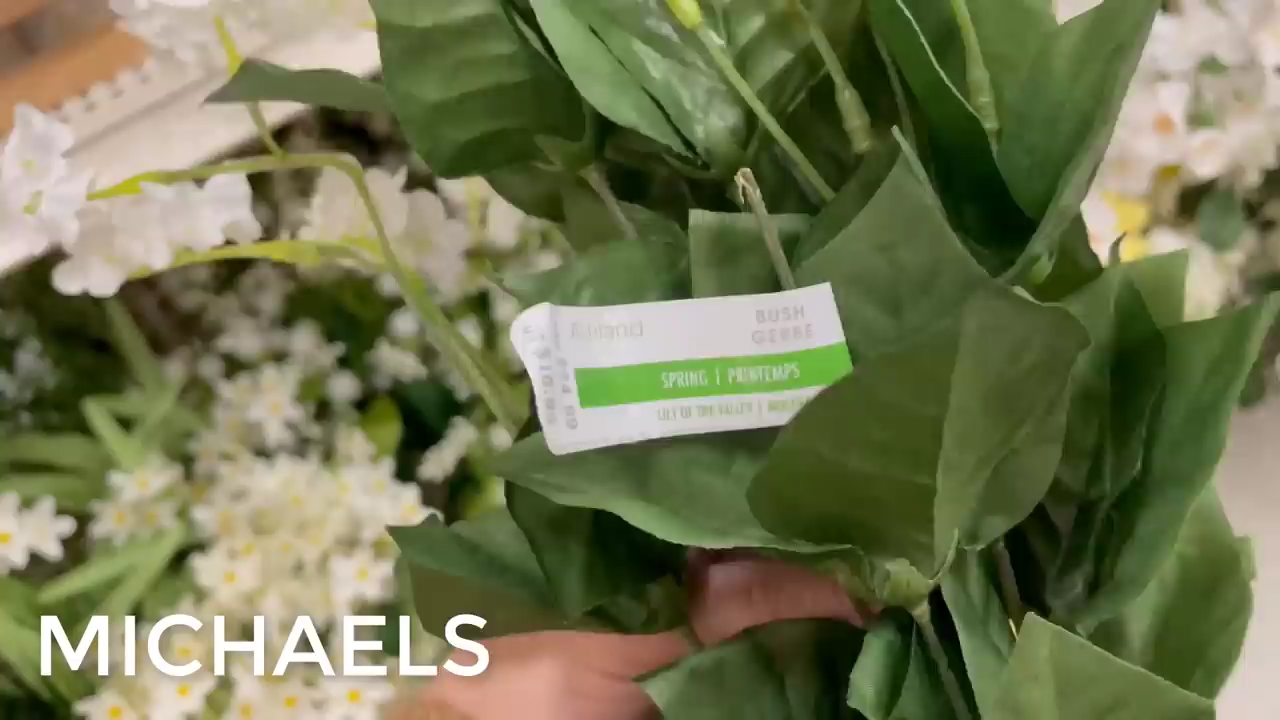 BUSH
GERBE
SPRING | PRINTEMPS
LILY OF THE VALLEY |
MICHAELS